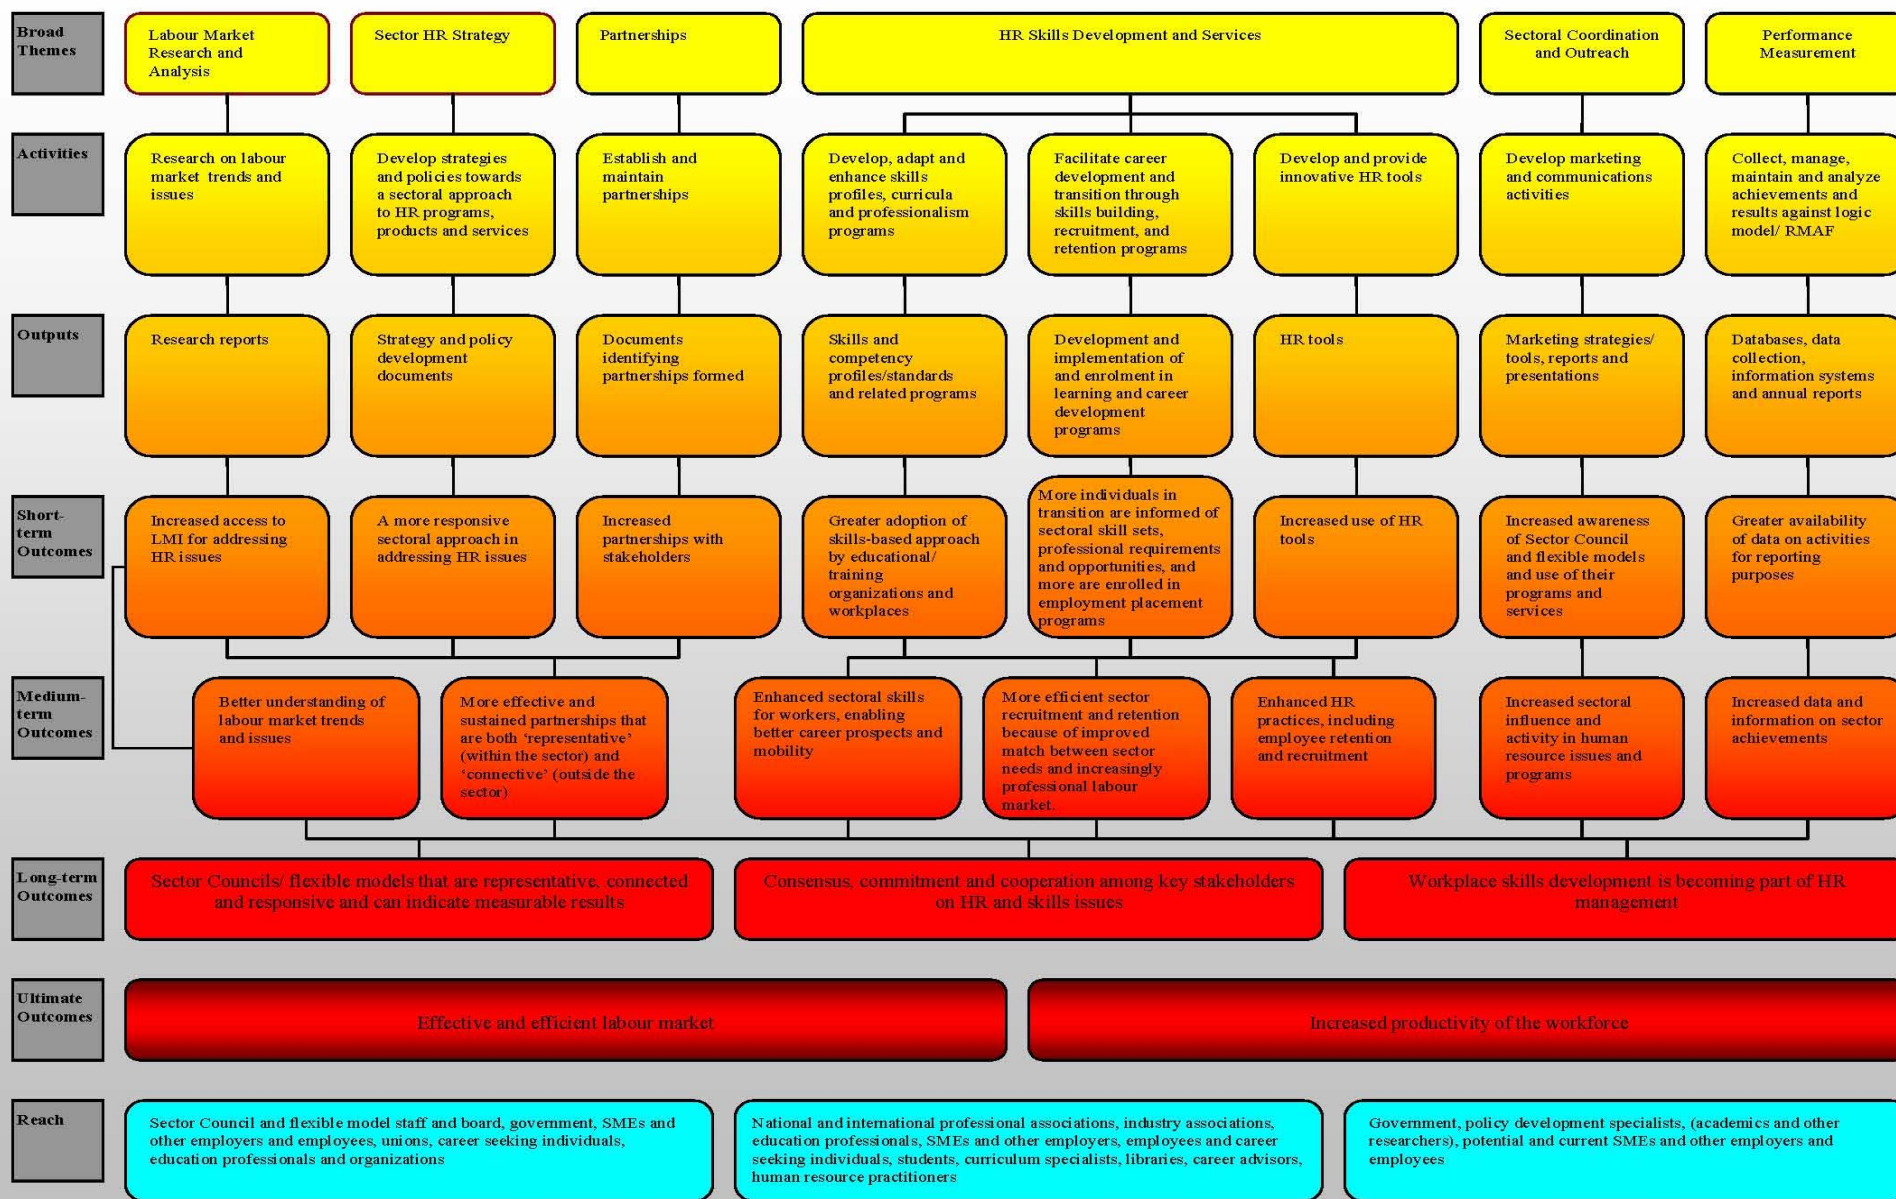 Broad
Themes
Labour Market
Research and
Analysis
Sector HR Strategy
Partnerships
HR Skills Development and Services
Sectoral Coordination
and Outreach
Performance
Measurement
Activities
Research on labour
market trends and
issues
Develop strategies
and policies towards
a sectoral approach
to HR programs,
products and services
Establish and
maintain
partnerships
Develop, adapt and
enhance skills
profiles, curricula
and professionalism
programs
Facilitate career
development and
transition through
skills building,
recruitment, and
retention programs
Develop and provide
innovative HR tools
Develop marketing
and communications
activities
Collect, manage,
maintain and analyze
achievements and
results against logic
model/ RMAF
Outputs
Research reports
Strategy and policy
development
documents
Documents
identifying
partnerships formed
Skills and
competency
profiles/standards
and related programs
Development and
implementation of
and enrolment in
learning and career
development
programs
HR tools
Marketing strategies/
tools, reports and
presentations
Databases, data
collection,
information systems
and annual reports
Short-
term
Outcomes
Increased access to
LMI for addressing
HR issues
A more responsive
sectoral approach in
addressing HR issues
Increased
partnerships with
stakeholders
Greater adoption of
skills-based approach
by educational/
training
organizations and
workplaces
More individuals in
transition are informed of
sectoral skill sets,
professional requirements
and opportunities, and
more are enrolled in
employment placement
programs
Increased use of HR
tools
Increased awareness
of Sector Council
and flexible models
and use of their
programs and
services
Greater availability
of data on activities
for reporting
purposes
Medium-
term
Outcomes
Better understanding of
labour market trends
and issues
More effective and
sustained partnerships that
are both ‘representative’
(within the sector) and
‘connective’ (outside the
sector)
Enhanced sectoral skills
for workers, enabling
better career prospects and
mobility
More efficient sector
recruitment and retention
because of improved
match between sector
needs and increasingly
professional labour
market.
Enhanced HR
practices, including
employee retention
and recruitment
Increased sectoral
influence and
activity in human
resource issues and
programs
Increased data and
information on sector
achievements
Long-term
Outcomes
Sector Councils/ flexible models that are representative, connected
and responsive and can indicate measurable results
Consensus, commitment and cooperation among key stakeholders
on HR and skills issues
Workplace skills development is becoming part of HR
management
Ultimate
Outcomes
Effective and efficient labour market
Increased productivity of the workforce
Reach
Sector Council and flexible model staff and board, government, SMEs and
other employers and employees, unions, career seeking individuals,
education professionals and organizations
National and international professional associations, industry associations,
education professionals, SMEs and other employers, employees and career
seeking individuals, students, curriculum specialists, libraries, career advisors,
human resource practitioners
Government, policy development specialists, (academics and other
researchers), potential and current SMEs and other employers and
employees